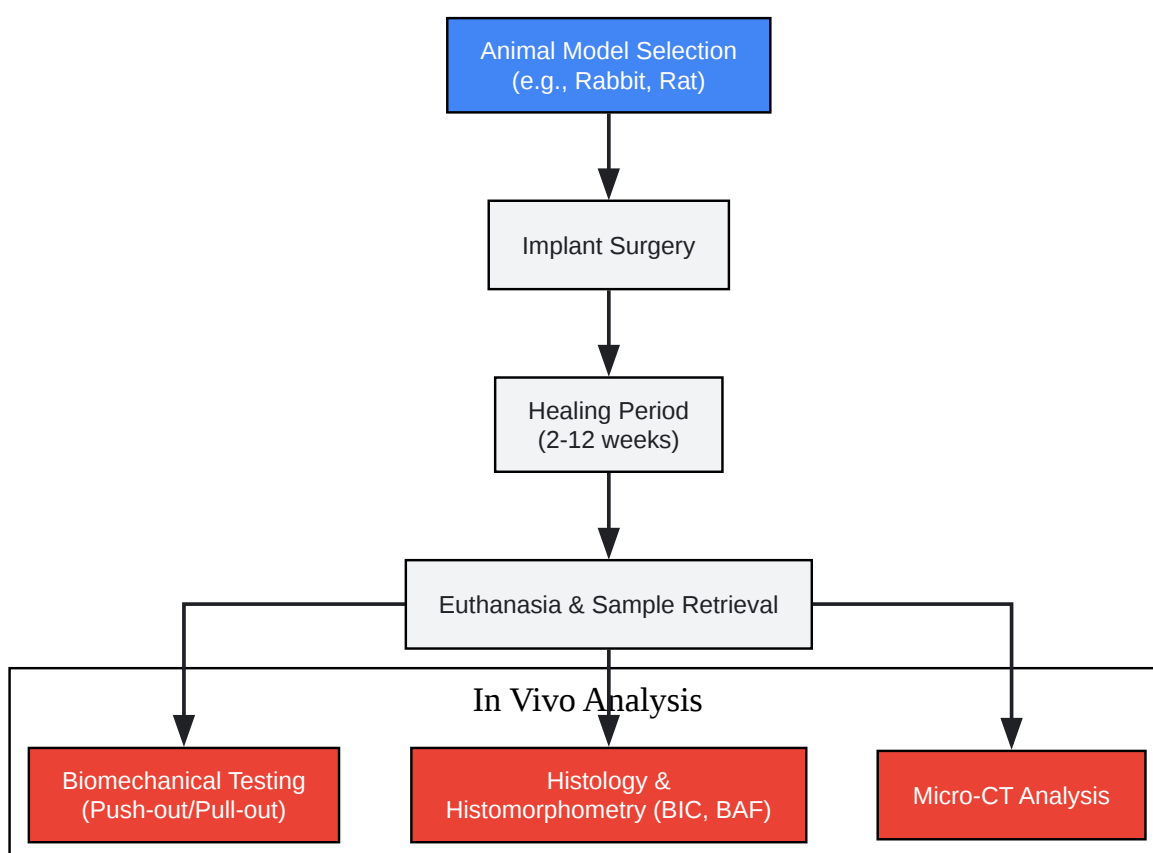 Animal Model Selection
(e.g., Rabbit, Rat)
Implant Surgery
Healing Period
(2-12 weeks)
Euthanasia & Sample Retrieval
In Vivo Analysis
Biomechanical Testing
(Push-out/Pull-out)
Histology &
Histomorphometry (BIC, BAF)
Micro-CT Analysis